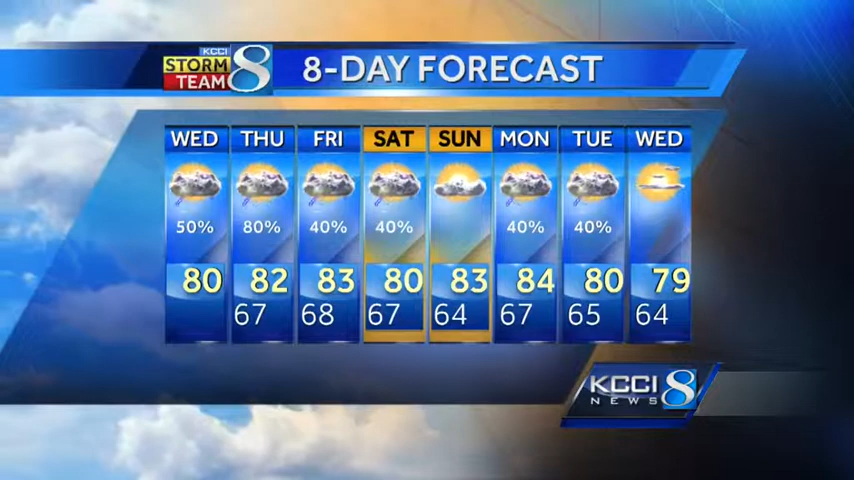 KCCI
STORM
TEAM 8
8-DAY FORECAST
WED THU FRI SAT SUN MON TUE WED
50% 80% 40% 40% 40% 40%
80 82 83 80 83 84 80 79
67 68 67 64 67 65 64
KCCI 8
NEWS